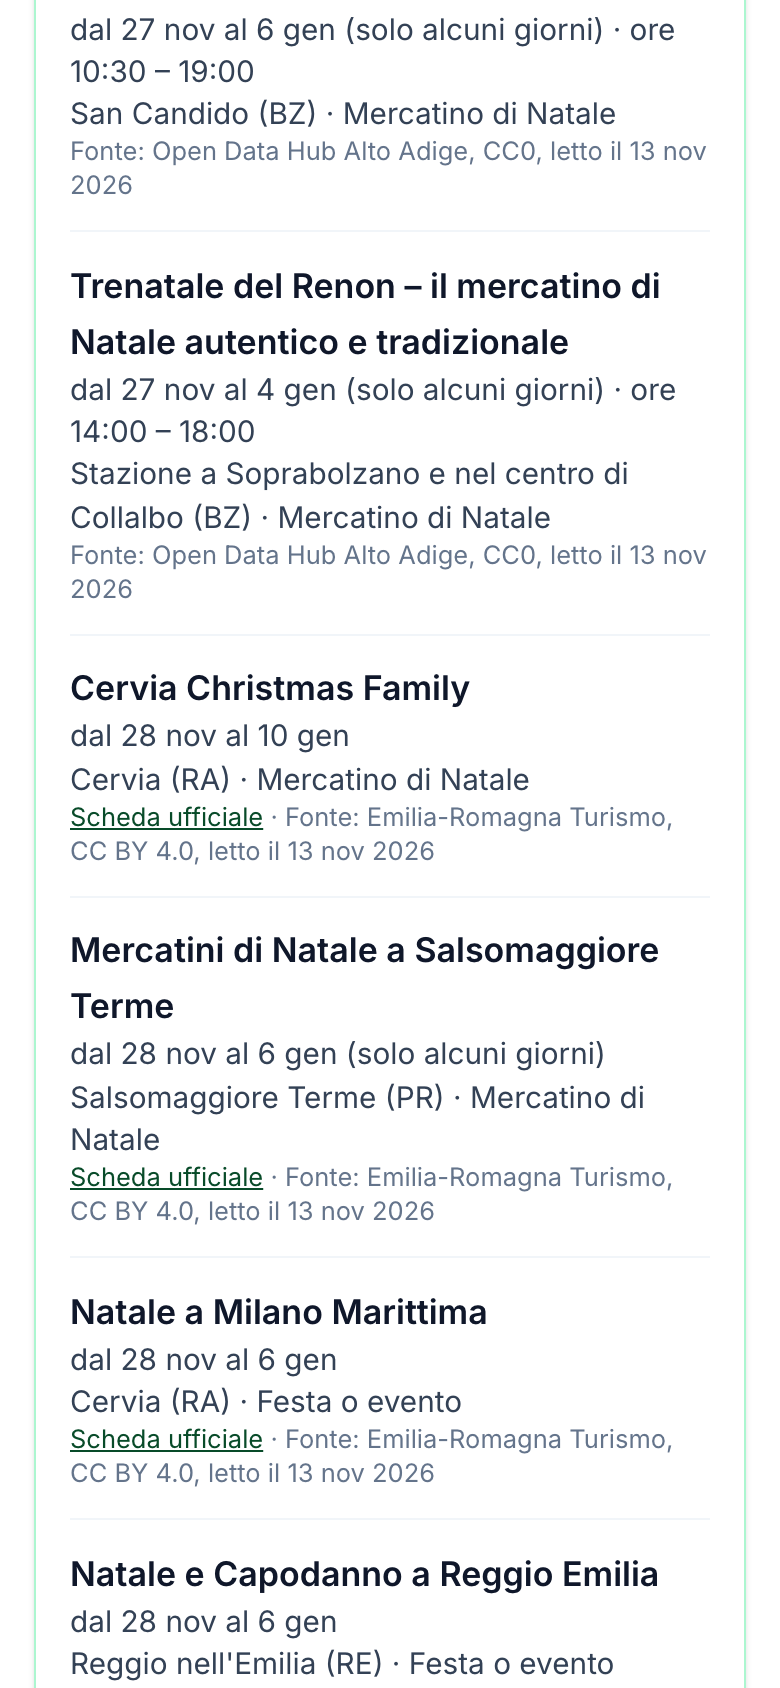 dal 27 nov al 6 gen (solo alcuni giorni) · ore
10:30 – 19:00
San Candido (BZ) · Mercatino di Natale
Fonte: Open Data Hub Alto Adige, CC0, letto il 13 nov
2026
Trenatale del Renon – il mercatino di
Natale autentico e tradizionale
dal 27 nov al 4 gen (solo alcuni giorni) · ore
14:00 – 18:00
Stazione a Soprabolzano e nel centro di
Collalbo (BZ) · Mercatino di Natale
Fonte: Open Data Hub Alto Adige, CC0, letto il 13 nov
2026
Cervia Christmas Family
dal 28 nov al 10 gen
Cervia (RA) · Mercatino di Natale
Scheda ufficiale · Fonte: Emilia-Romagna Turismo,
CC BY 4.0, letto il 13 nov 2026
Mercatini di Natale a Salsomaggiore
Terme
dal 28 nov al 6 gen (solo alcuni giorni)
Salsomaggiore Terme (PR) · Mercatino di
Natale
Scheda ufficiale · Fonte: Emilia-Romagna Turismo,
CC BY 4.0, letto il 13 nov 2026
Natale a Milano Marittima
dal 28 nov al 6 gen
Cervia (RA) · Festa o evento
Scheda ufficiale · Fonte: Emilia-Romagna Turismo,
CC BY 4.0, letto il 13 nov 2026
Natale e Capodanno a Reggio Emilia
dal 28 nov al 6 gen
Reggio nell'Emilia (RE) · Festa o evento